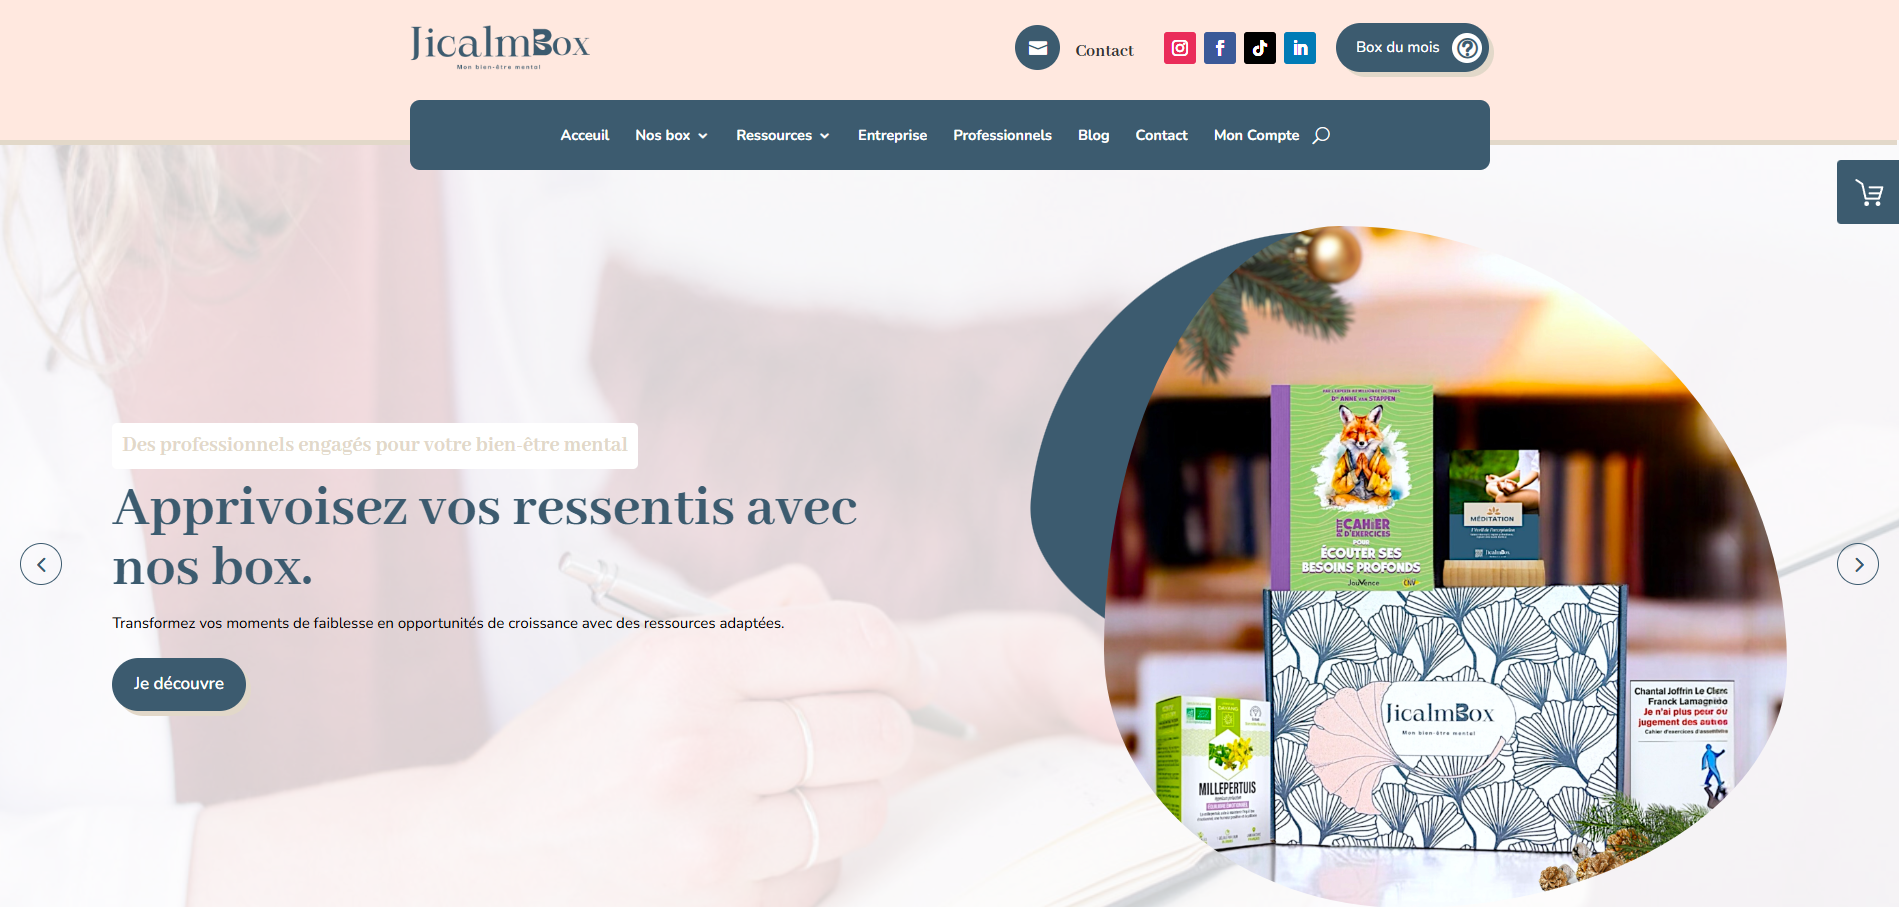 JicalmBox
Mon bien-être mental
Contact
Box du mois
Acceuil
Nos box
Ressources
Entreprise
Professionnels
Blog
Contact
Mon Compte
Des professionnels engagés pour votre bien-être mental
Apprivoisez vos ressentis avec
nos box.
Transformez vos moments de faiblesse en opportunités de croissance avec des ressources adaptées.
Je découvre
Dr ANNE van STAPPEN
PETIT
CAHIER
D'EXERCICES
POUR
ÉCOUTER SES
BESOINS PROFONDS
Jouvence
CNV
MÉDITATION
JicalmBox
JicalmBox
Mon bien-être mental
MILLEPERTUIS
Chantal Joffrin Le Clerc
Franck Lamagnère
Je n'ai plus peur du
jugement des autres
Cahier d'exercices d'assertivité